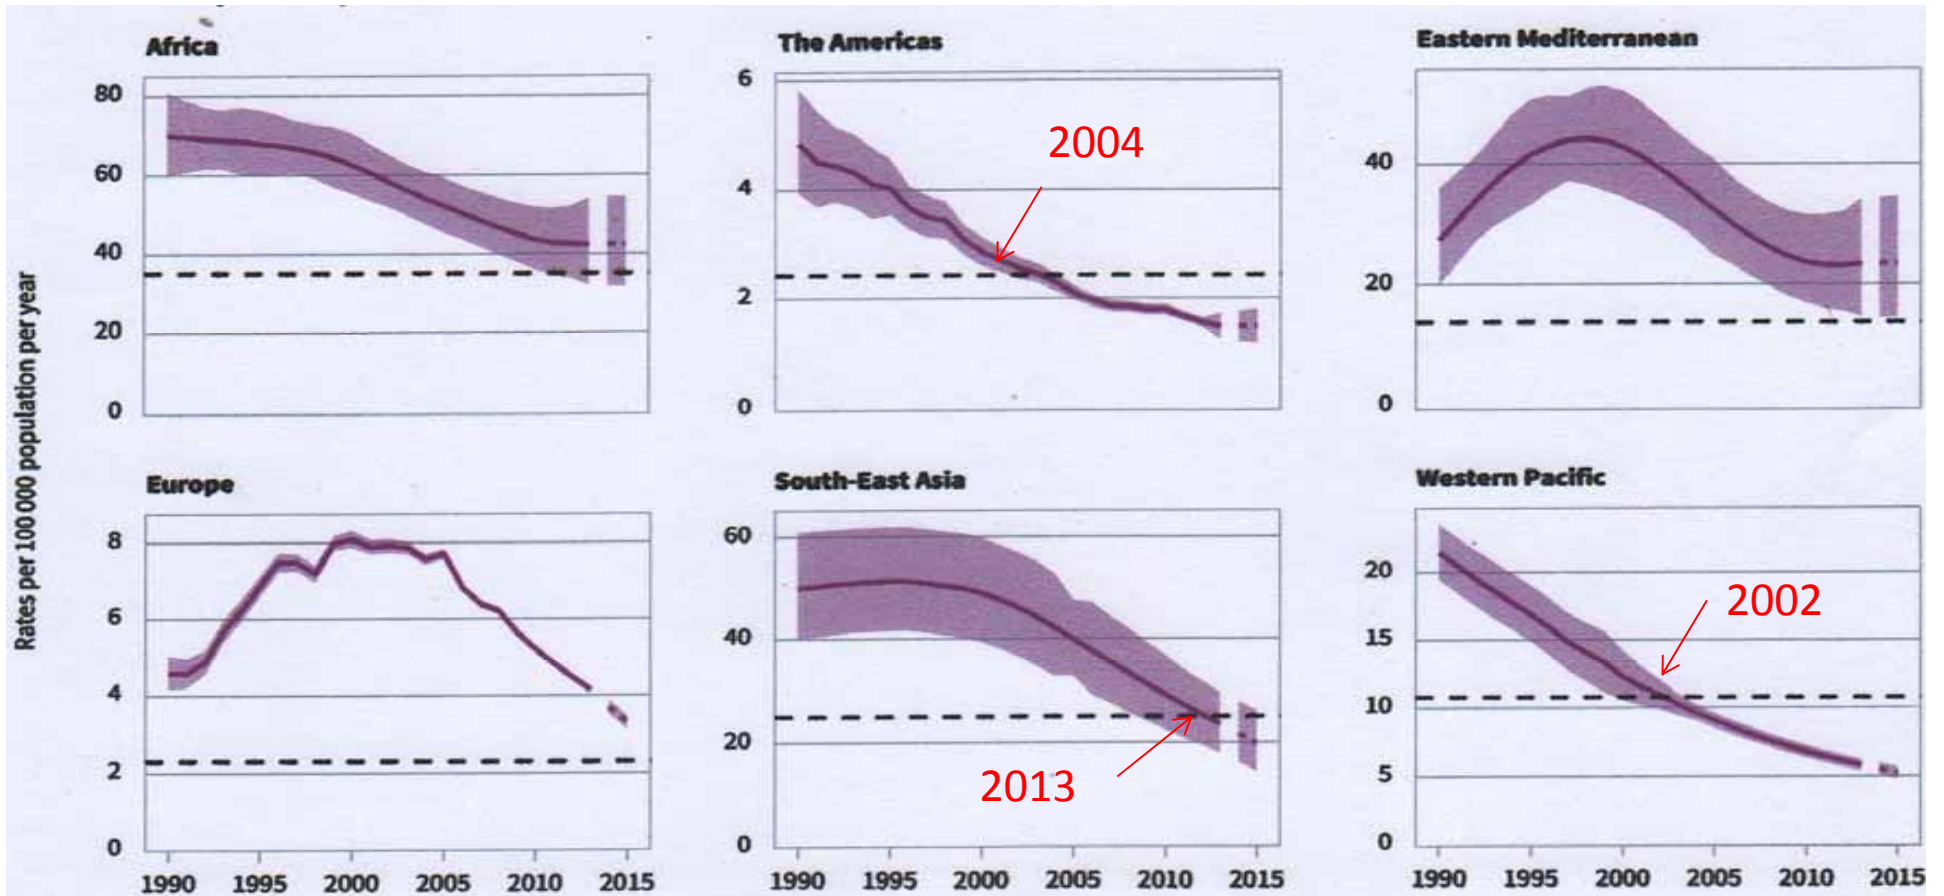 Africa
The Americas
Eastern Mediterranean
80
60
40
20
0
6
4
2
0
2004
40
20
0
Rates per 100 000 population per year
Europe
South-East Asia
Western Pacific
8
6
4
2
0
60
40
20
0
2013
20
15
10
5
0
2002
1990 1995 2000 2005 2010 2015
1990 1995 2000 2005 2010 2015
1990 1995 2000 2005 2010 2015